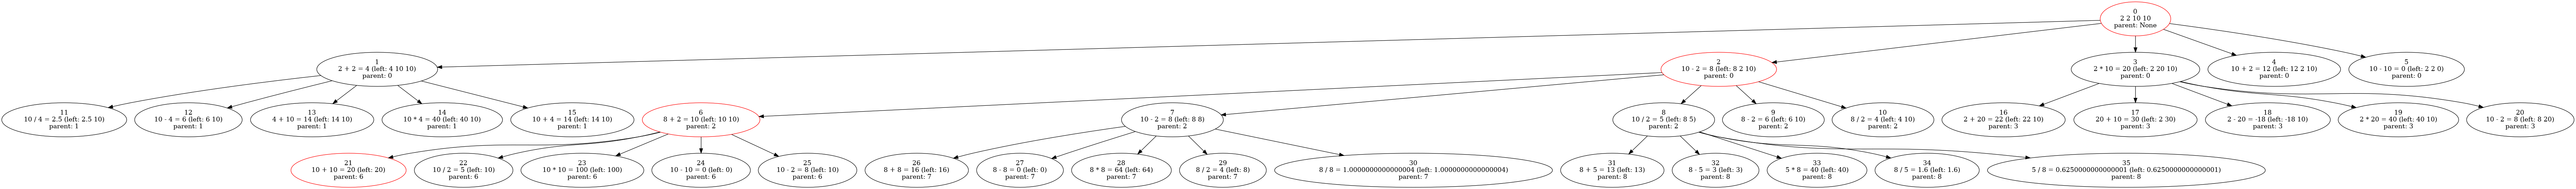 0
2 2 10 10
parent: None
1
2 + 2 = 4 (left: 4 10 10)
parent: 0
2
10 - 2 = 8 (left: 8 2 10)
parent: 0
3
2 * 10 = 20 (left: 2 20 10)
parent: 0
4
10 + 2 = 12 (left: 12 2 10)
parent: 0
5
10 - 10 = 0 (left: 2 2 0)
parent: 0
11
10 / 4 = 2.5 (left: 2.5 10)
parent: 1
12
10 - 4 = 6 (left: 6 10)
parent: 1
13
4 + 10 = 14 (left: 14 10)
parent: 1
14
10 * 4 = 40 (left: 40 10)
parent: 1
15
10 + 4 = 14 (left: 14 10)
parent: 1
6
8 + 2 = 10 (left: 10 10)
parent: 2
7
10 - 2 = 8 (left: 8 8)
parent: 2
8
10 / 2 = 5 (left: 8 5)
parent: 2
9
8 - 2 = 6 (left: 6 10)
parent: 2
10
8 / 2 = 4 (left: 4 10)
parent: 2
16
2 + 20 = 22 (left: 22 10)
parent: 3
17
20 + 10 = 30 (left: 2 30)
parent: 3
18
2 - 20 = -18 (left: -18 10)
parent: 3
19
2 * 20 = 40 (left: 40 10)
parent: 3
20
10 - 2 = 8 (left: 8 20)
parent: 3
21
10 + 10 = 20 (left: 20)
parent: 6
22
10 / 2 = 5 (left: 10)
parent: 6
23
10 * 10 = 100 (left: 100)
parent: 6
24
10 - 10 = 0 (left: 0)
parent: 6
25
10 - 2 = 8 (left: 10)
parent: 6
26
8 + 8 = 16 (left: 16)
parent: 7
27
8 - 8 = 0 (left: 0)
parent: 7
28
8 * 8 = 64 (left: 64)
parent: 7
29
8 / 2 = 4 (left: 8)
parent: 7
30
8 / 8 = 1.0000000000000004 (left: 1.0000000000000004)
parent: 7
31
8 + 5 = 13 (left: 13)
parent: 8
32
8 - 5 = 3 (left: 3)
parent: 8
33
5 * 8 = 40 (left: 40)
parent: 8
34
8 / 5 = 1.6 (left: 1.6)
parent: 8
35
5 / 8 = 0.6250000000000001 (left: 0.6250000000000001)
parent: 8